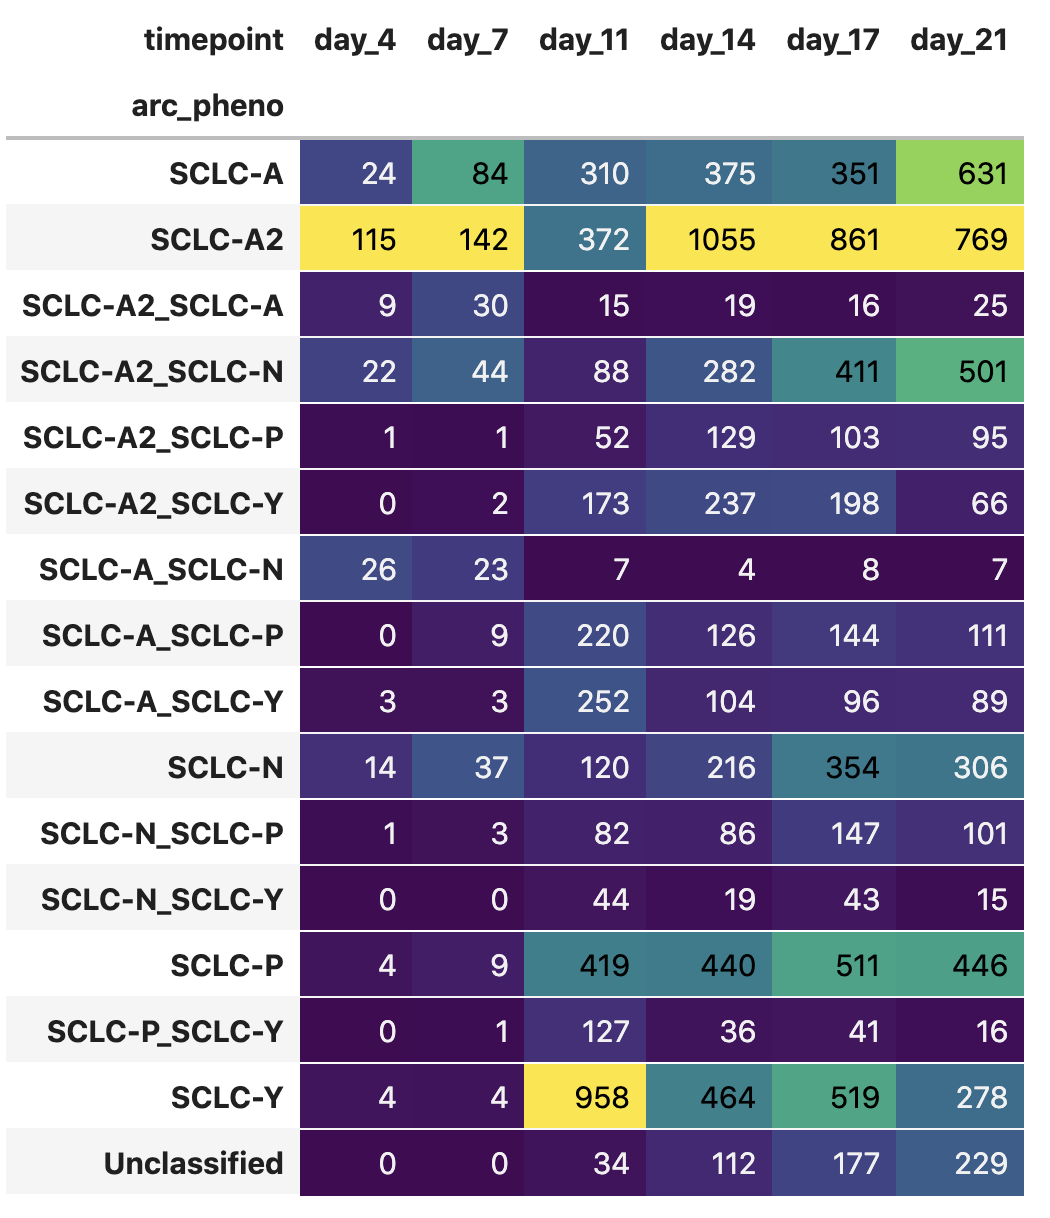 timepoint day_4 day_7 day_11 day_14 day_17 day_21
arc_pheno
SCLC-A 24 84 310 375 351 631
SCLC-A2 115 142 372 1055 861 769
SCLC-A2_SCLC-A 9 30 15 19 16 25
SCLC-A2_SCLC-N 22 44 88 282 411 501
SCLC-A2_SCLC-P 1 1 52 129 103 95
SCLC-A2_SCLC-Y 0 2 173 237 198 66
SCLC-A_SCLC-N 26 23 7 4 8 7
SCLC-A_SCLC-P 0 9 220 126 144 111
SCLC-A_SCLC-Y 3 3 252 104 96 89
SCLC-N 14 37 120 216 354 306
SCLC-N_SCLC-P 1 3 82 86 147 101
SCLC-N_SCLC-Y 0 0 44 19 43 15
SCLC-P 4 9 419 440 511 446
SCLC-P_SCLC-Y 0 1 127 36 41 16
SCLC-Y 4 4 958 464 519 278
Unclassified 0 0 34 112 177 229